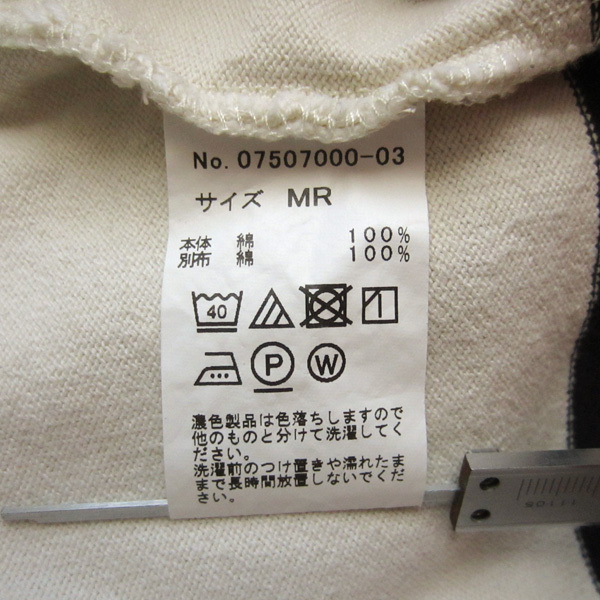 No. 07507000-03
サイズ MR
本体 綿 100%
別布 綿 100%
40
P W
濃色製品は色落ちしますので
他のものと分けて洗濯してく
ださい。
洗濯前のつけ置きや濡れたま
まで長時間放置しないでくだ
さい。